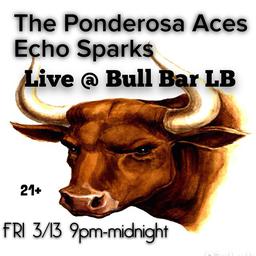 The Ponderosa Aces
Echo Sparks
Live @ Bull Bar LB
21+
FRI 3/13 9pm-midnight